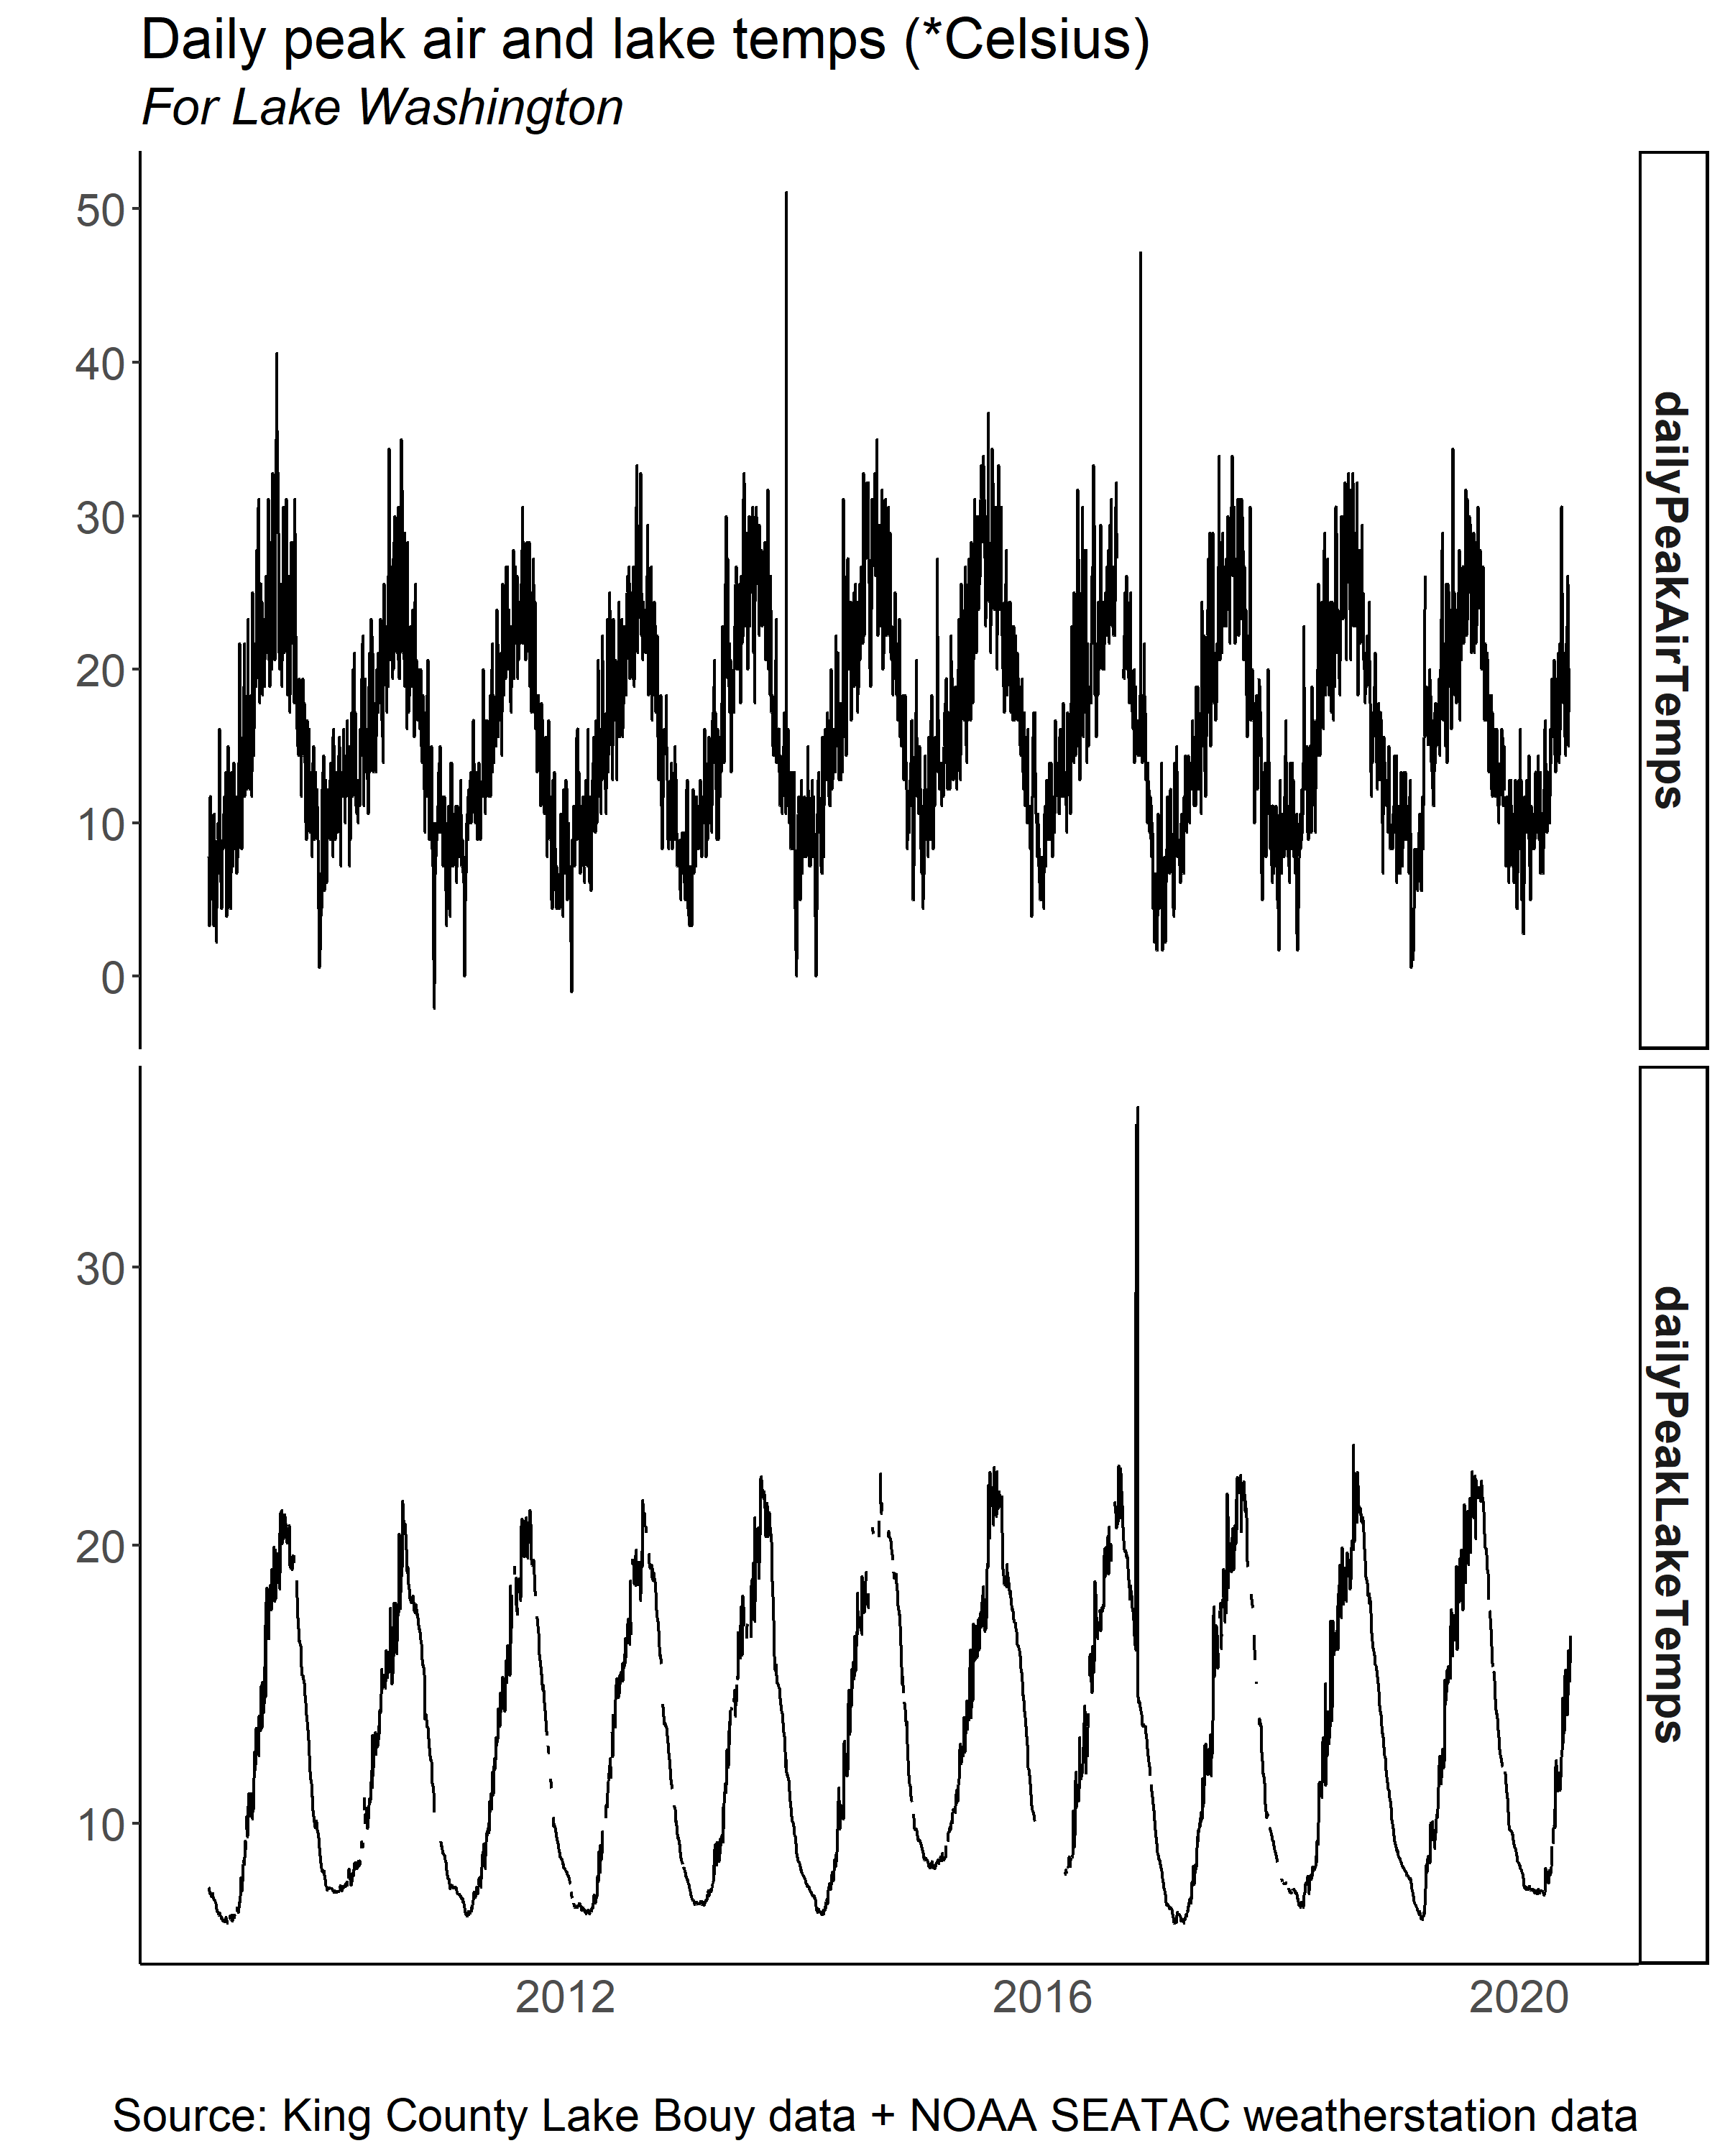 Daily peak air and lake temps (*Celsius)
For Lake Washington
50
40
30
20
10
0
dailyPeakAirTemps
30
20
10
dailyPeakLakeTemps
2012 2016 2020
Source: King County Lake Bouy data + NOAA SEATAC weatherstation data